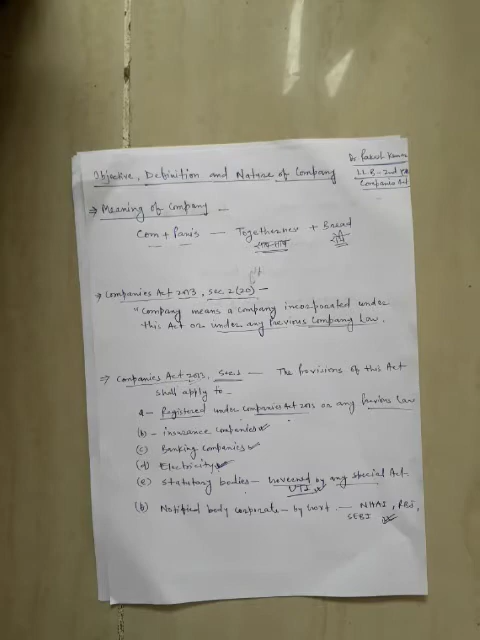 Objective, Definition and Nature of Company
Dr. Rakesh Kumar
LL.B - 2nd
Companies Act
⇒ Meaning of Company –
Com + Panis — Togetherness + Bread
साथ-साथ रोटी
→ Companies Act 2013, Sec 2(20) –
"Company means a company incorporated under
this Act or under any Previous Company Law.
⇒ Companies Act 2013, Sec 1 — The Provisions of this Act
shall apply to –
a – Registered under Companies Act 2013 or any Previous Law
(b) – insurance companies
(c) Banking Companies
(d) Electricity
(e) Statutory bodies – Governed by any special Act.
UTI
(b) Notified body corporate – by Govt. — NHAI, RBI,
SEBI